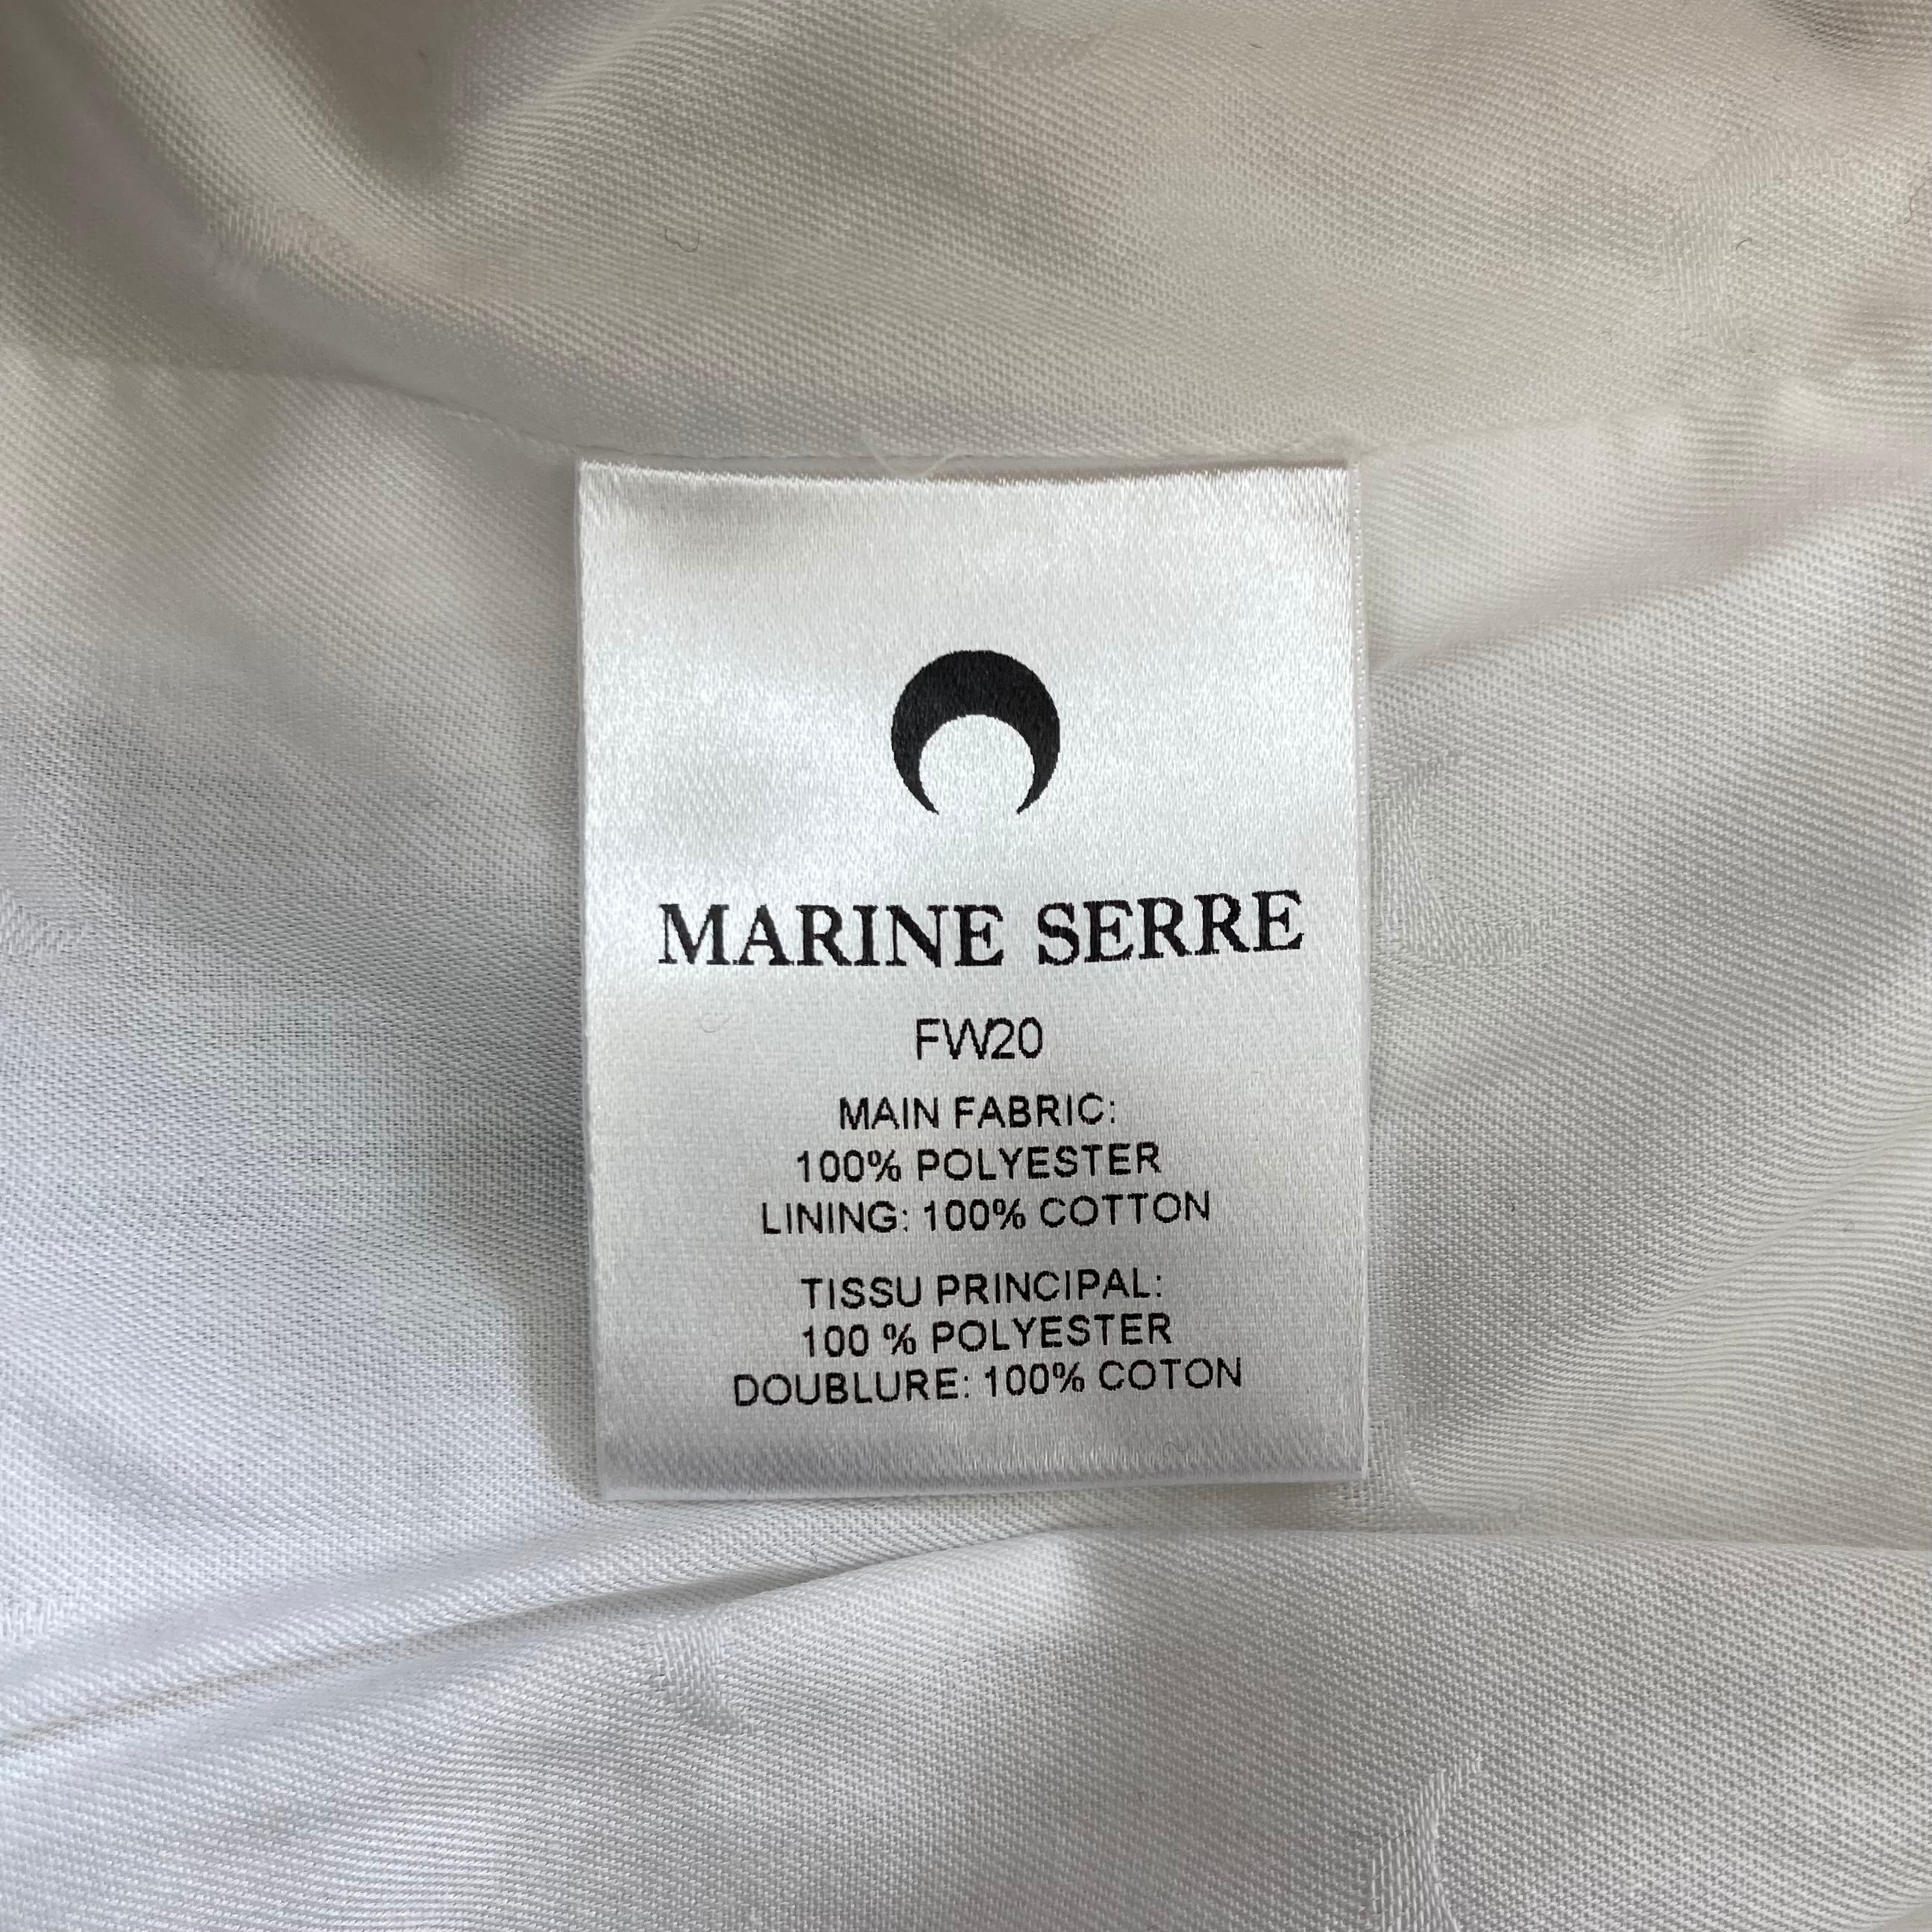 MARINE SERRE
FW20
MAIN FABRIC:
100% POLYESTER
LINING: 100% COTTON
TISSU PRINCIPAL:
100 % POLYESTER
DOUBLURE: 100% COTON